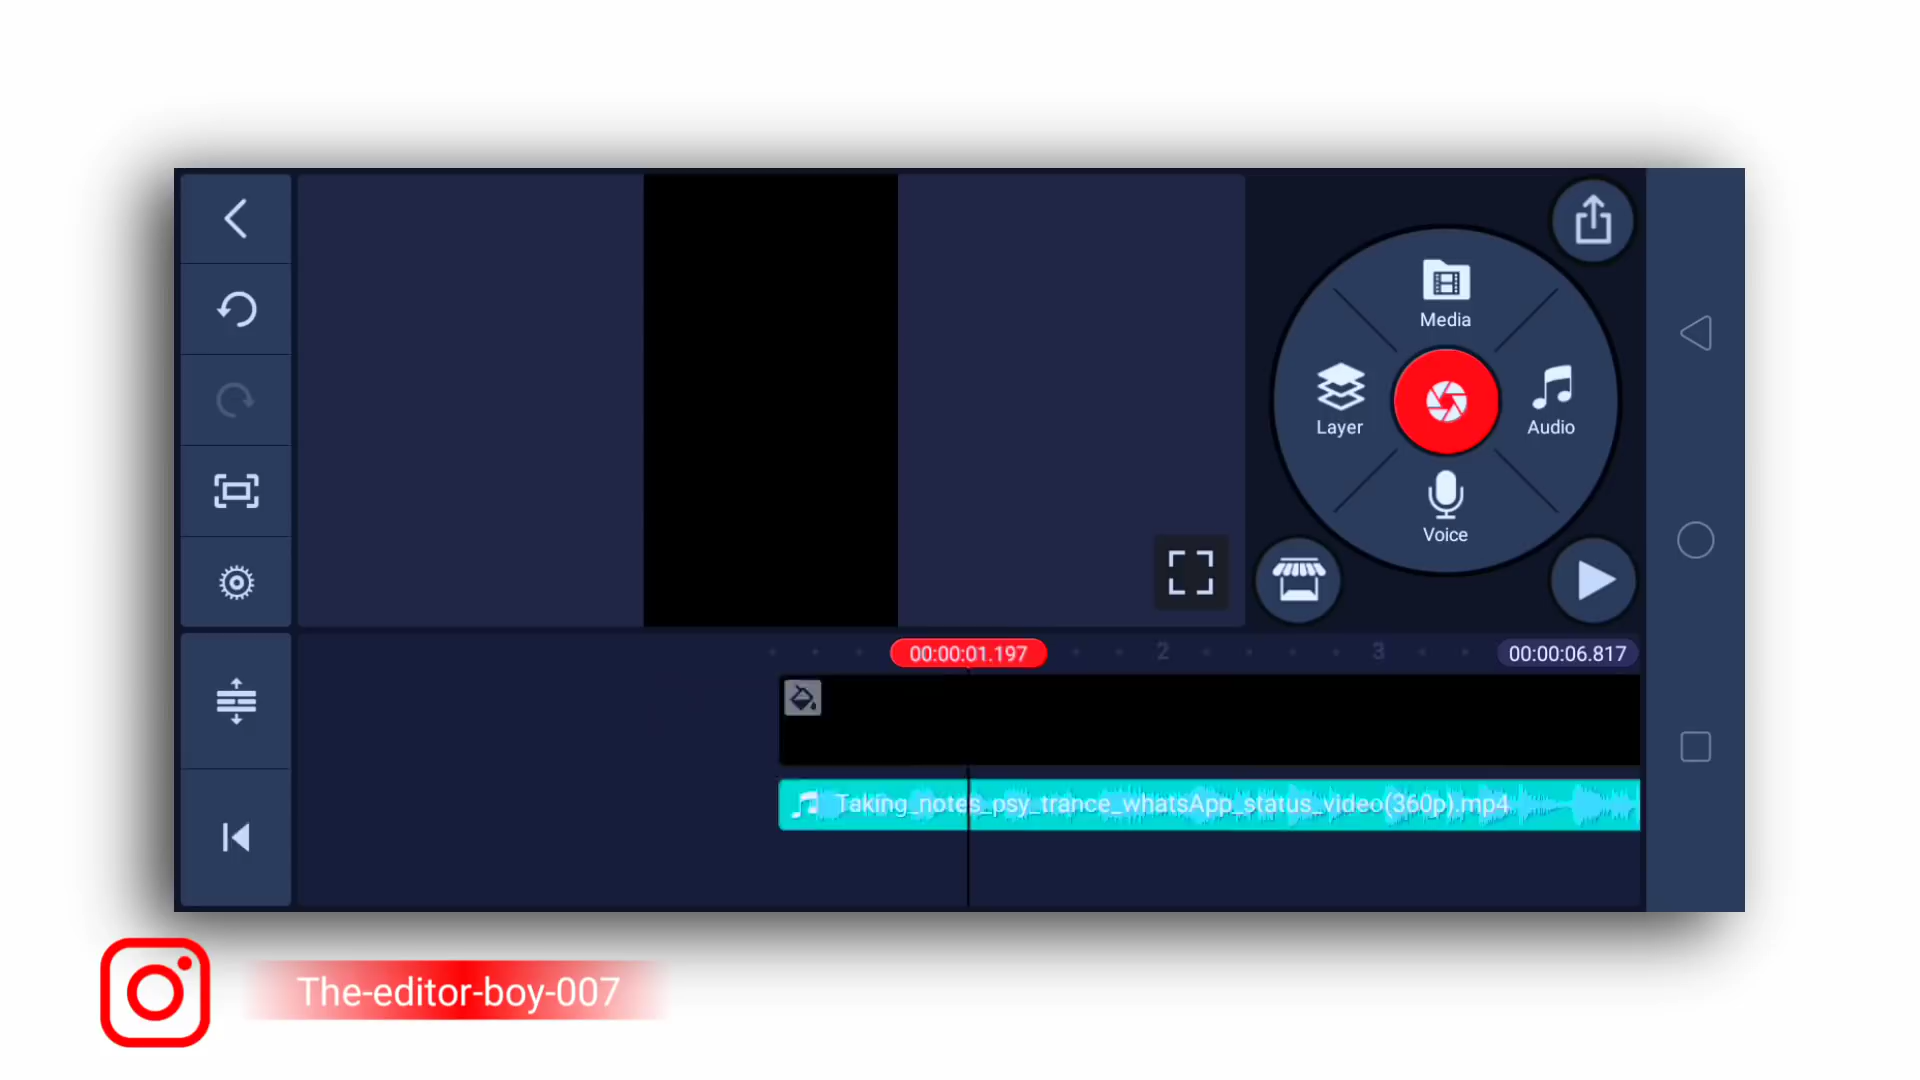 Media
Layer
Audio
Voice
00:00:01.197
2
3
00:00:06.817
Taking_notes_psy_trance_whatsApp_status_video(360p).mp4
The-editor-boy-007